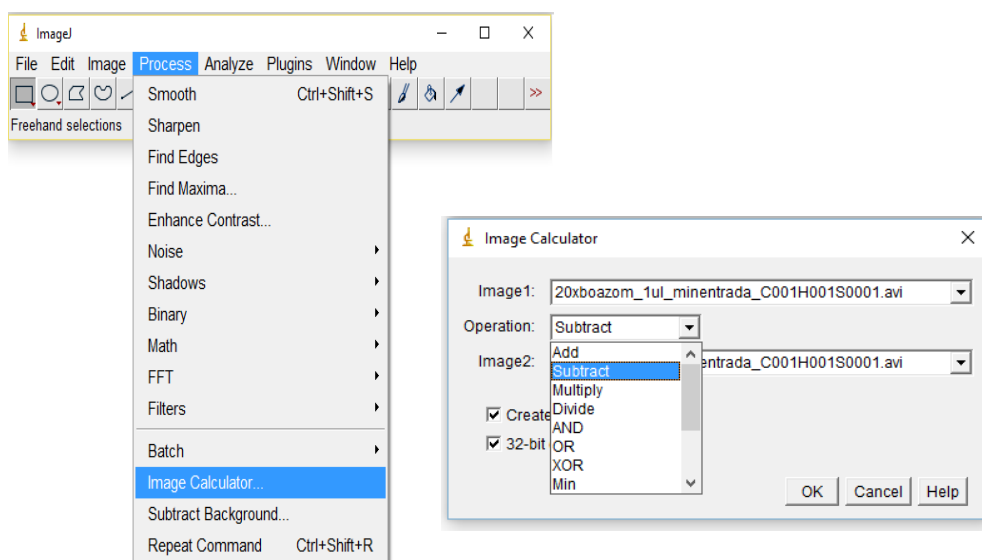 ImageJ
File Edit Image Process Analyze Plugins Window Help
>>
Freehand selections
Smooth Ctrl+Shift+S
Sharpen
Find Edges
Find Maxima...
Enhance Contrast...
Noise
Shadows
Binary
Math
FFT
Filters
Batch
Image Calculator...
Subtract Background...
Repeat Command Ctrl+Shift+R
Image Calculator
Image1: 20xboazom_1ul_minentrada_C001H001S0001.avi
Operation: Subtract
Image2: entrada_C001H001S0001.avi
Add
Subtract
Multiply
Divide
AND
OR
XOR
Min
Create
32-bit
OK Cancel Help